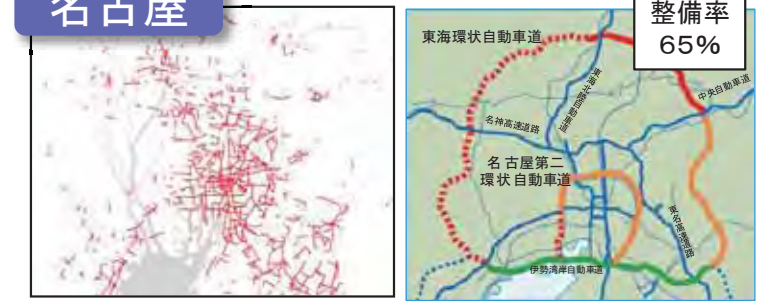 名古屋
整備率
65%
東海環状自動車道
東海北陸自動車道
中央自動車道
名神高速道路
名古屋第二
環状自動車道
東名高速道路
伊勢湾岸自動車道